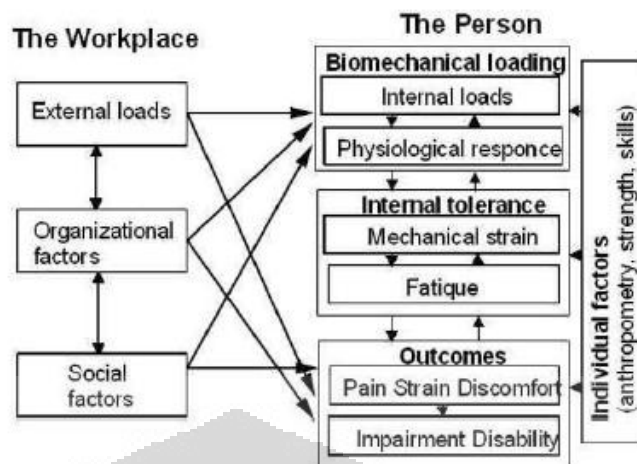 The Workplace
External loads
Organizational
factors
Social
factors
The Person
Biomechanical loading
Internal loads
Physiological responce
Internal tolerance
Mechanical strain
Fatique
Outcomes
Pain Strain Discomfort
Impairment Disability
Individual factors
(anthropometry, strength, skills)